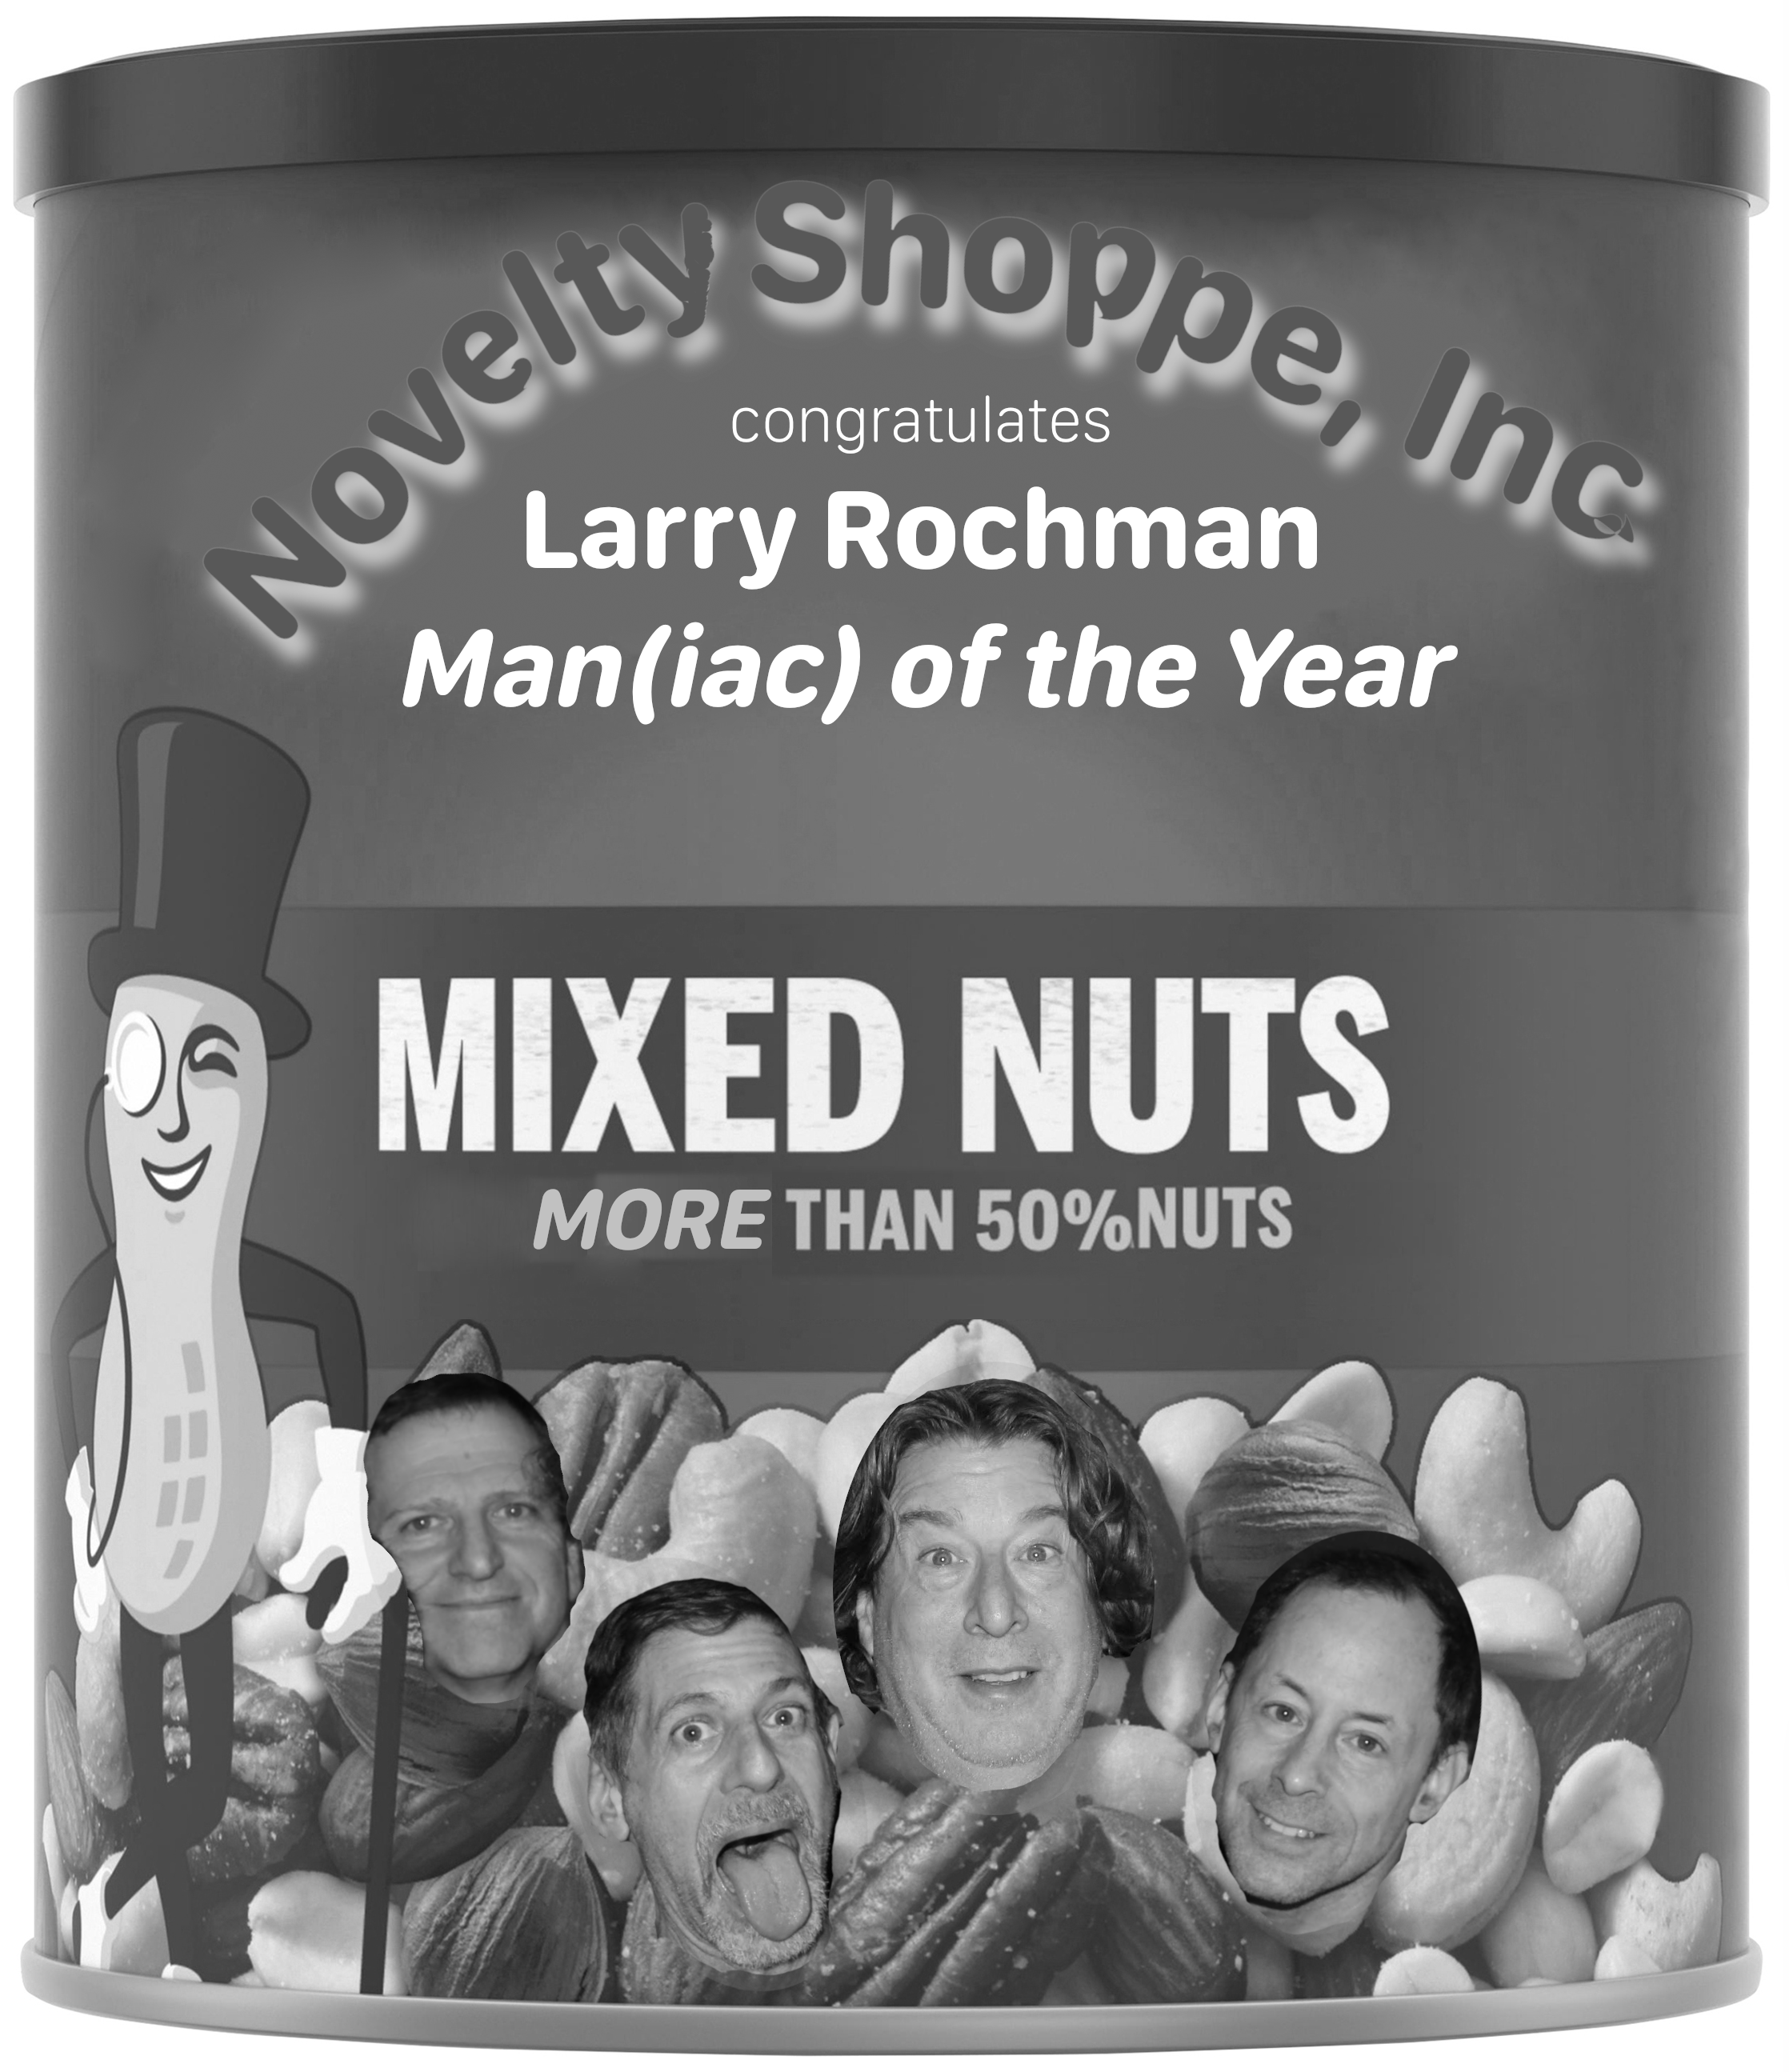 Novelty Shoppe, Inc
congratulates
Larry Rochman
Man(iac) of the Year
MIXED NUTS
MORE THAN 50% NUTS